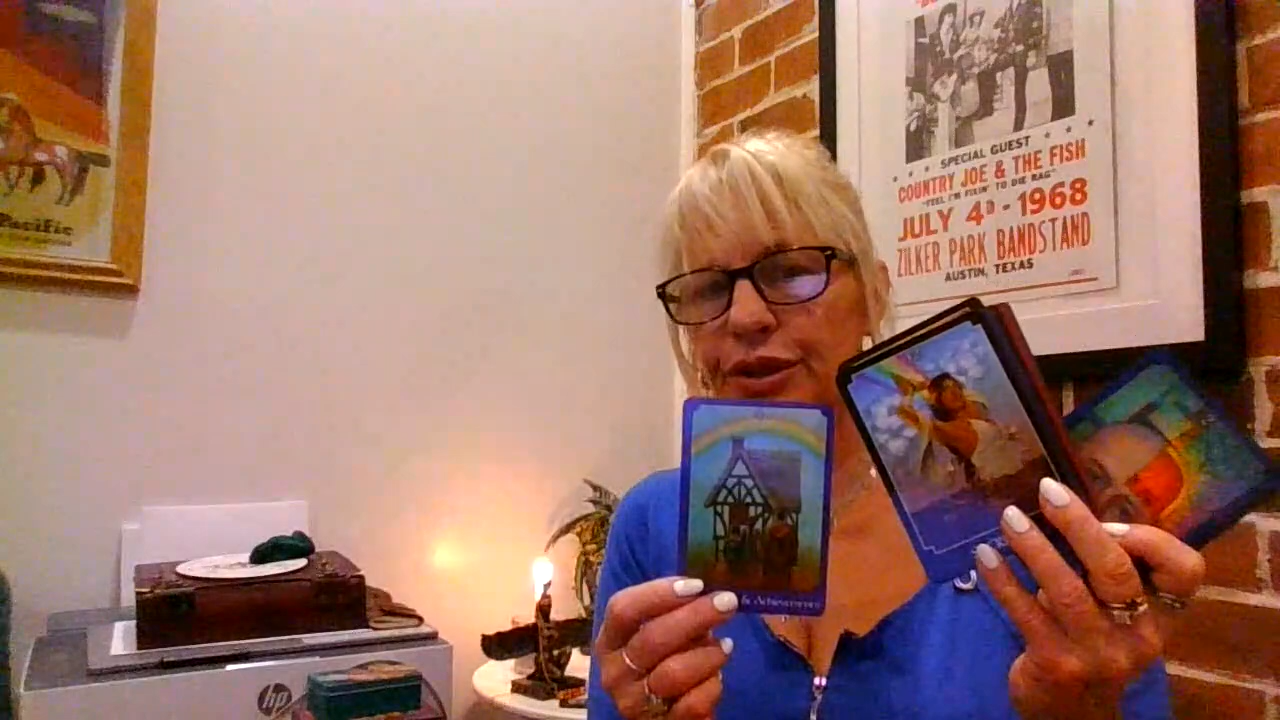 Pacific
SPECIAL GUEST
COUNTRY JOE & THE FISH
"FEEL I'M FIXIN' TO DIE RAG"
JULY 4th - 1968
ZILKER PARK BANDSTAND
AUSTIN, TEXAS
& Achievement
hp